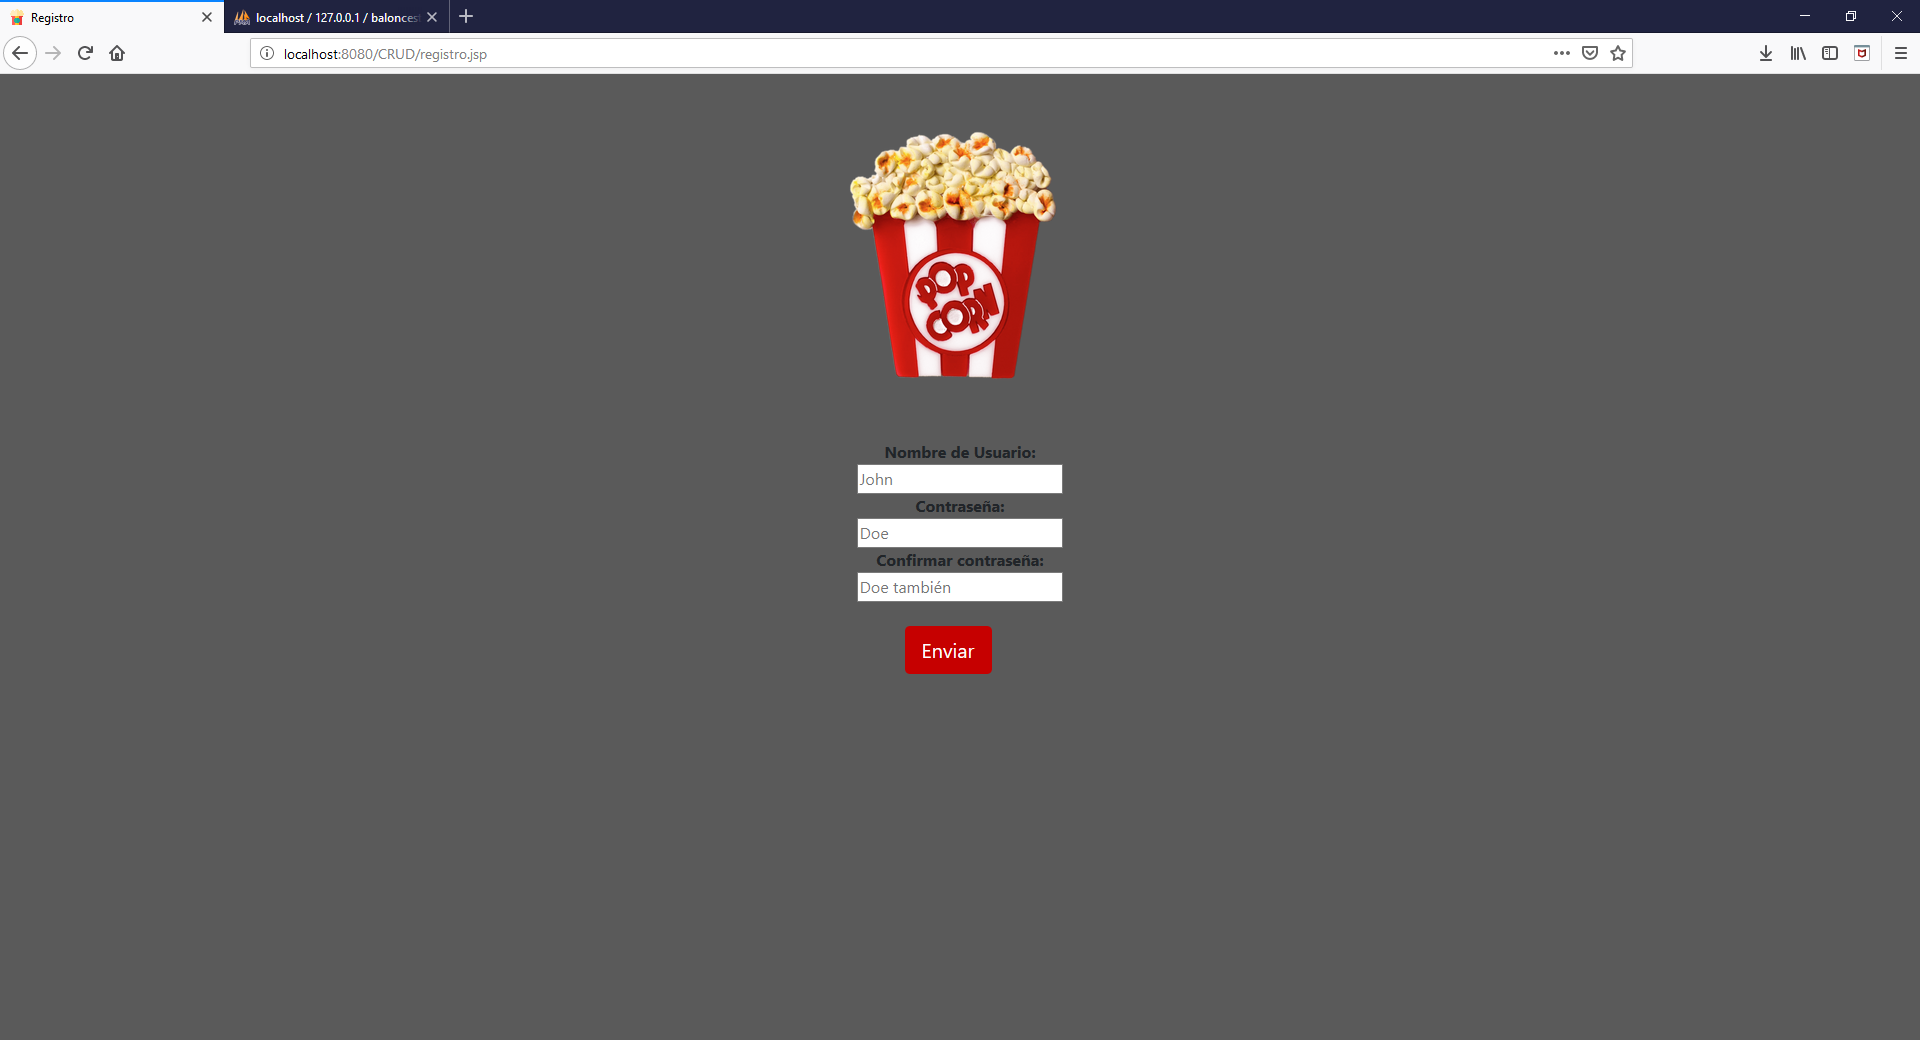 Registro
localhost / 127.0.0.1 / baloncest
localhost:8080/CRUD/registro.jsp
POP
CORN
Nombre de Usuario:
John
Contraseña:
Doe
Confirmar contraseña:
Doe también
Enviar